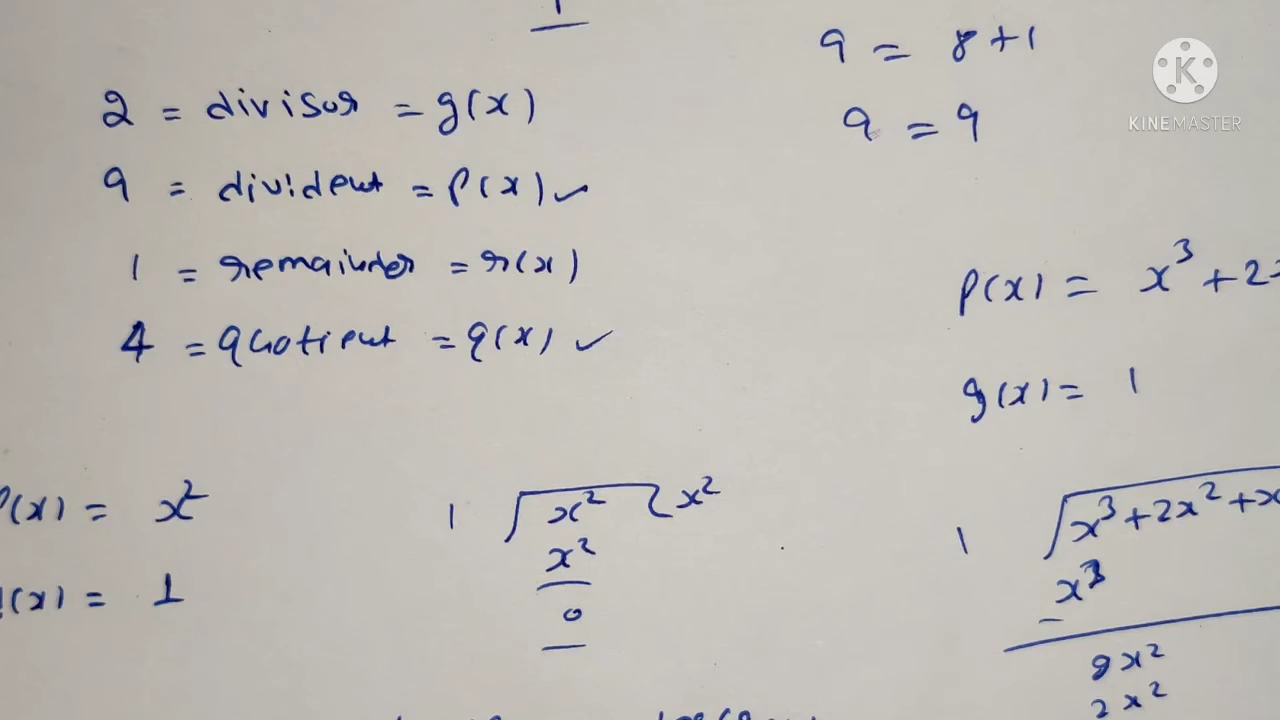 1
9 = 8+1
2 = divisor = g(x)
9 = 9
KINEMASTER
9 = divident = P(x) ✓
1 = remainder = r(x)
P(x) = x³ + 2
4 = quotient = q(x) ✓
g(x) = 1
P(x) = x²
1 x² x²
x²
0
(x) = 1
1 x³+2x²+x
x³
-
2x²
2x²